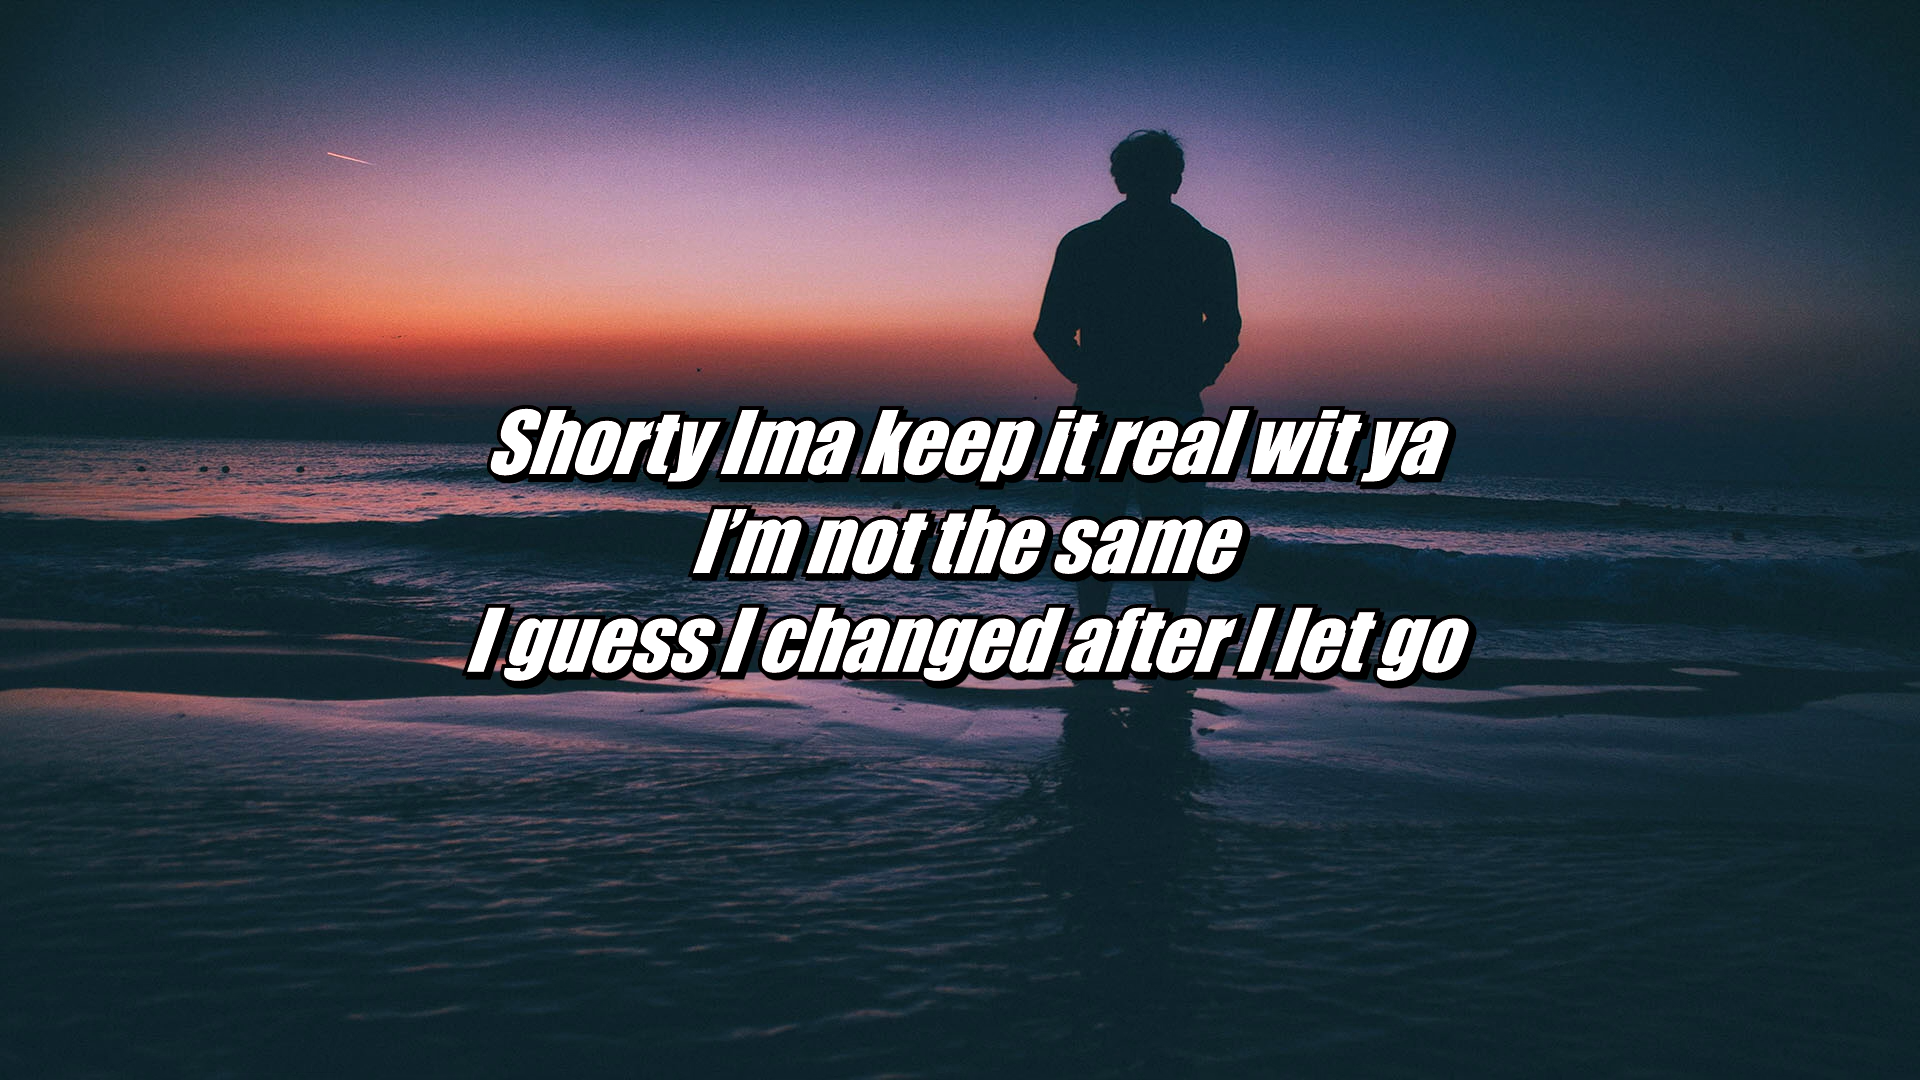 Shorty Ima keep it real wit ya
I’m not the same
I guess I changed after I let go